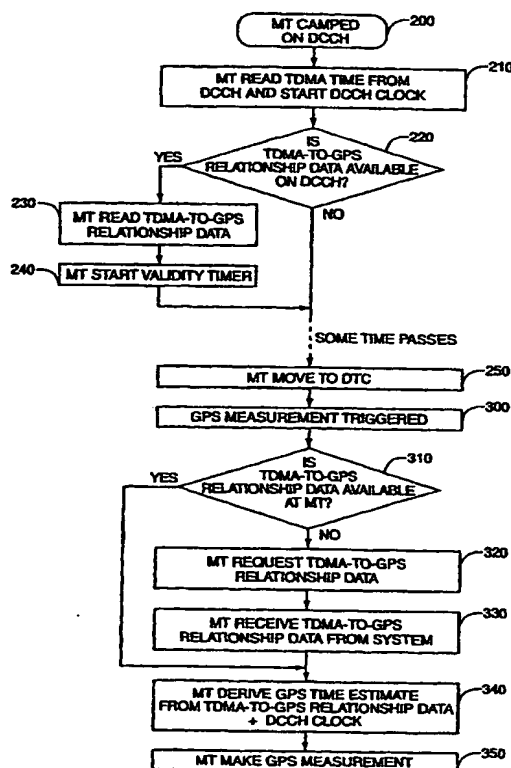 MT CAMPED
ON DCCH
200
MT READ TDMA TIME FROM
DCCH AND START DCCH CLOCK
210
IS
TDMA-TO-GPS
RELATIONSHIP DATA AVAILABLE
ON DCCH?
220
YES
NO
230
MT READ TDMA-TO-GPS
RELATIONSHIP DATA
240
MT START VALIDITY TIMER
SOME TIME PASSES
MT MOVE TO DTC
250
GPS MEASUREMENT TRIGGERED
300
IS
TDMA-TO-GPS
RELATIONSHIP DATA AVAILABLE
AT MT?
310
YES
NO
MT REQUEST TDMA-TO-GPS
RELATIONSHIP DATA
320
MT RECEIVE TDMA-TO-GPS
RELATIONSHIP DATA FROM SYSTEM
330
MT DERIVE GPS TIME ESTIMATE
FROM TDMA-TO-GPS RELATIONSHIP DATA
+ DCCH CLOCK
340
MT MAKE GPS MEASUREMENT
350